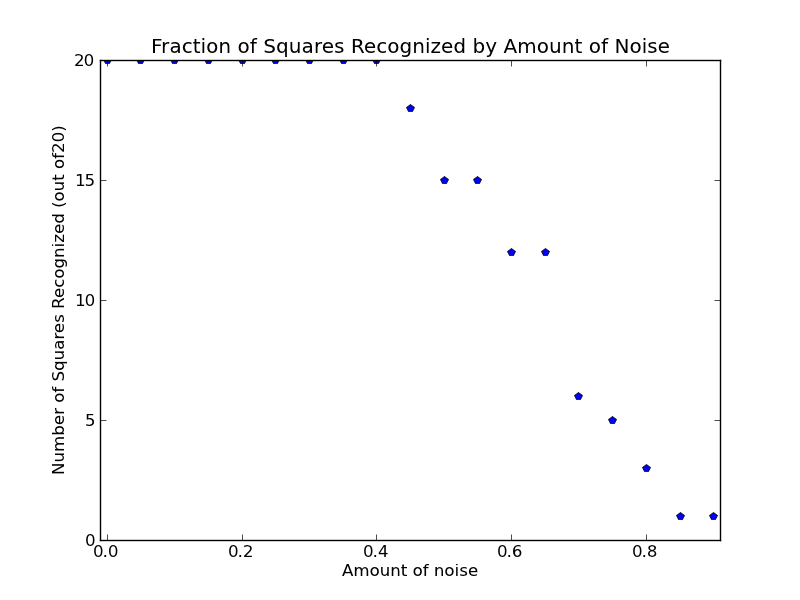 Fraction of Squares Recognized by Amount of Noise
Number of Squares Recognized (out of20)
20
15
10
5
0
0.0 0.2 0.4 0.6 0.8
Amount of noise